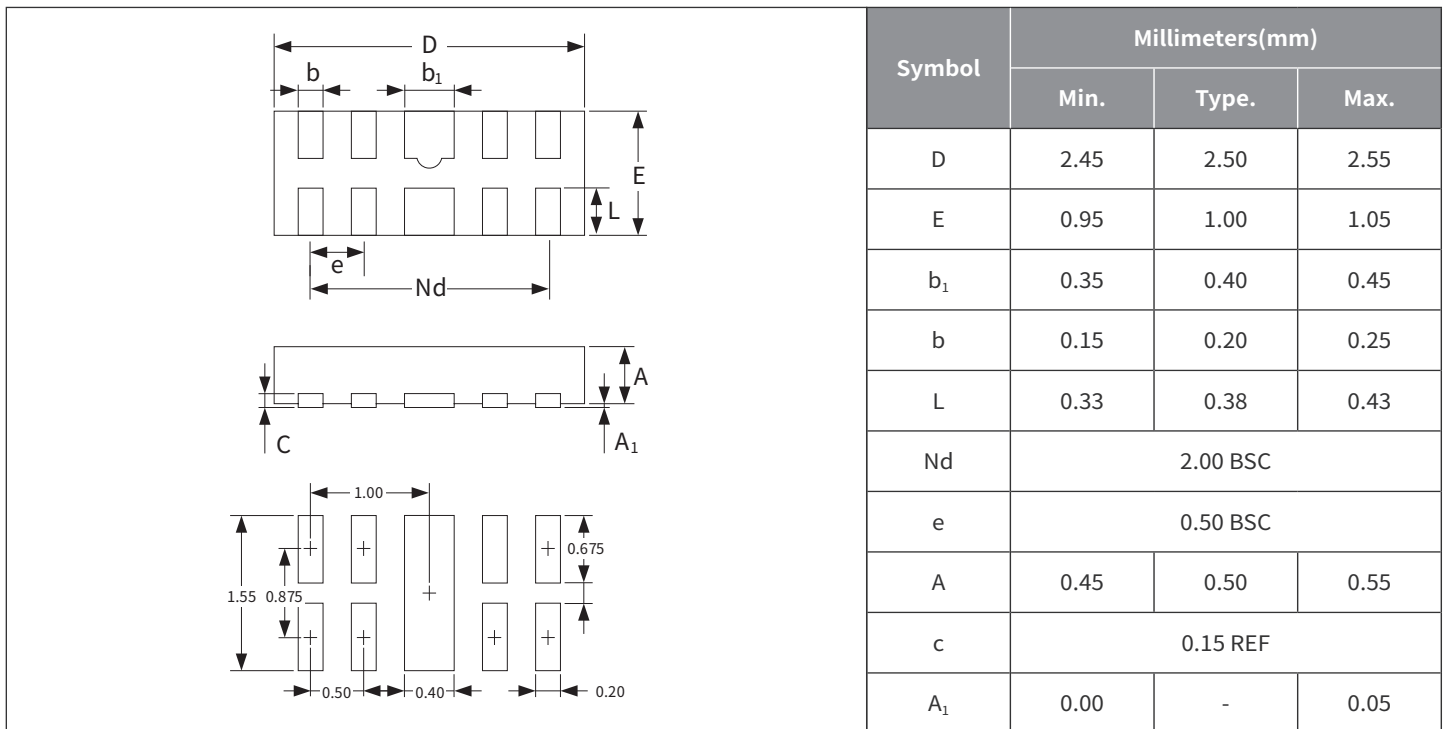 D
b b₁
E
L
e
Nd
A
C A₁
1.00
0.675
1.55 0.875
0.50 0.40 0.20
Symbol Millimeters(mm)
Min. Type. Max.
D 2.45 2.50 2.55
E 0.95 1.00 1.05
b₁ 0.35 0.40 0.45
b 0.15 0.20 0.25
L 0.33 0.38 0.43
Nd 2.00 BSC
e 0.50 BSC
A 0.45 0.50 0.55
c 0.15 REF
A₁ 0.00 - 0.05